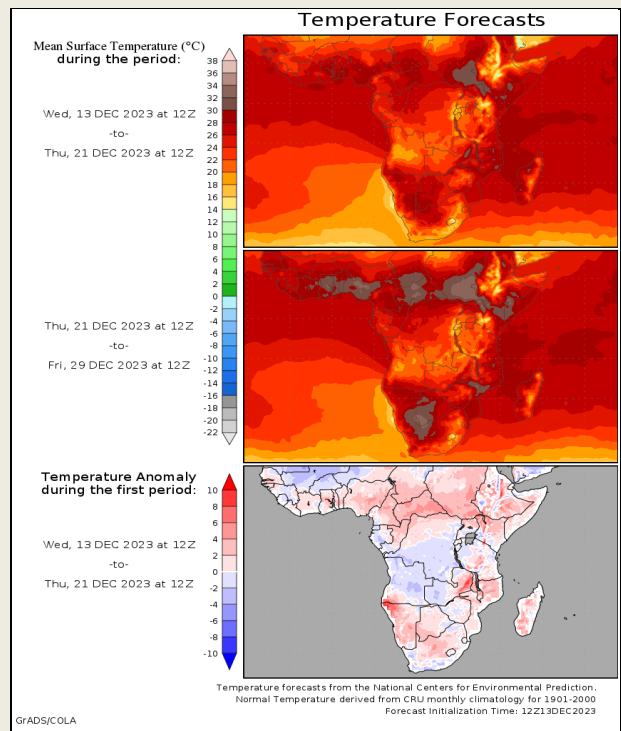 Temperature Forecasts
Mean Surface Temperature (°C)
during the period:
Wed, 13 DEC 2023 at 12Z
-to-
Thu, 21 DEC 2023 at 12Z
38
36
34
32
30
28
26
24
22
20
18
16
14
12
10
8
6
4
2
0
-2
-4
-6
-8
-10
-12
-14
-16
-18
-20
-22
Thu, 21 DEC 2023 at 12Z
-to-
Fri, 29 DEC 2023 at 12Z
Temperature Anomaly
during the first period:
Wed, 13 DEC 2023 at 12Z
-to-
Thu, 21 DEC 2023 at 12Z
10
8
6
4
2
0
-2
-4
-6
-8
-10
Temperature forecasts from the National Centers for Environmental Prediction.
Normal Temperature derived from CRU monthly climatology for 1901-2000
Forecast Initialization Time: 12Z13DEC2023
GrADS/COLA